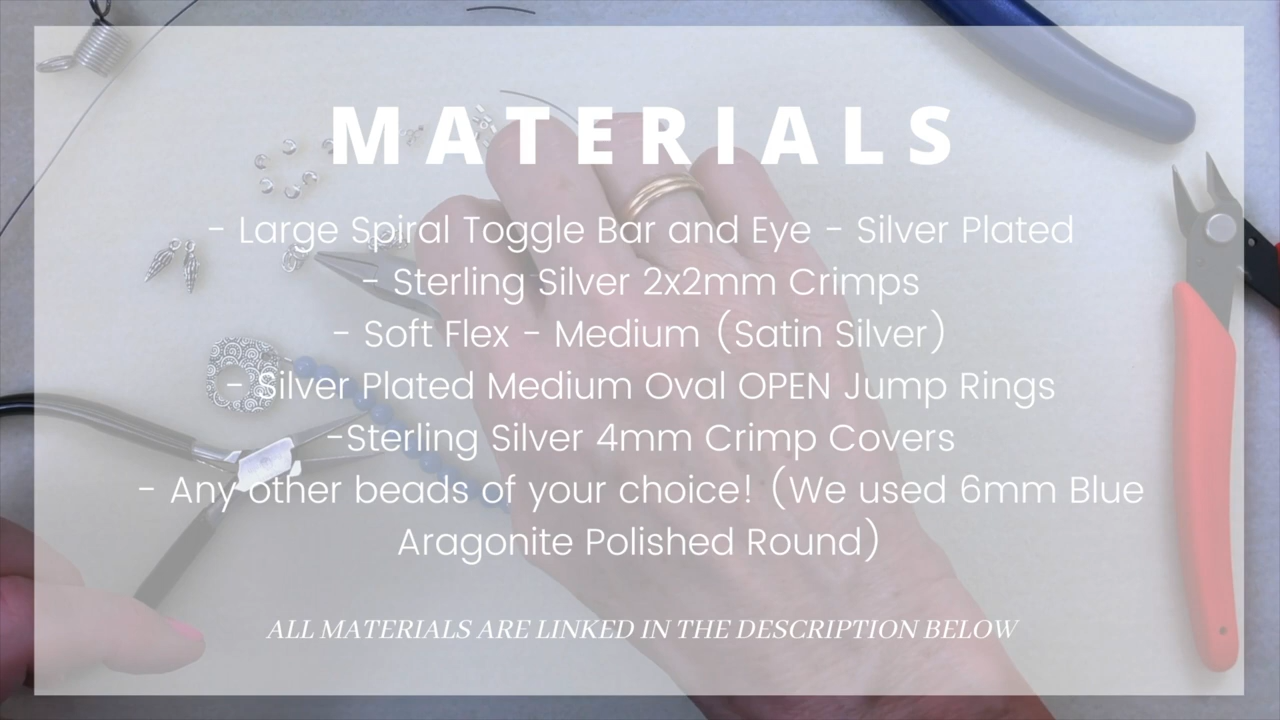 MATERIALS
- Large Spiral Toggle Bar and Eye - Silver Plated
- Sterling Silver 2x2mm Crimps
- Soft Flex - Medium (Satin Silver)
- Silver Plated Medium Oval OPEN Jump Rings
-Sterling Silver 4mm Crimp Covers
- Any other beads of your choice! (We used 6mm Blue
Aragonite Polished Round)
ALL MATERIALS ARE LINKED IN THE DESCRIPTION BELOW